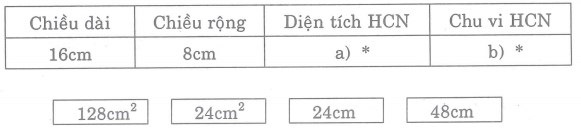 Chiều dài Chiều rộng Diện tích HCN Chu vi HCN
16cm 8cm a) * b) *
128cm² 24cm² 24cm 48cm